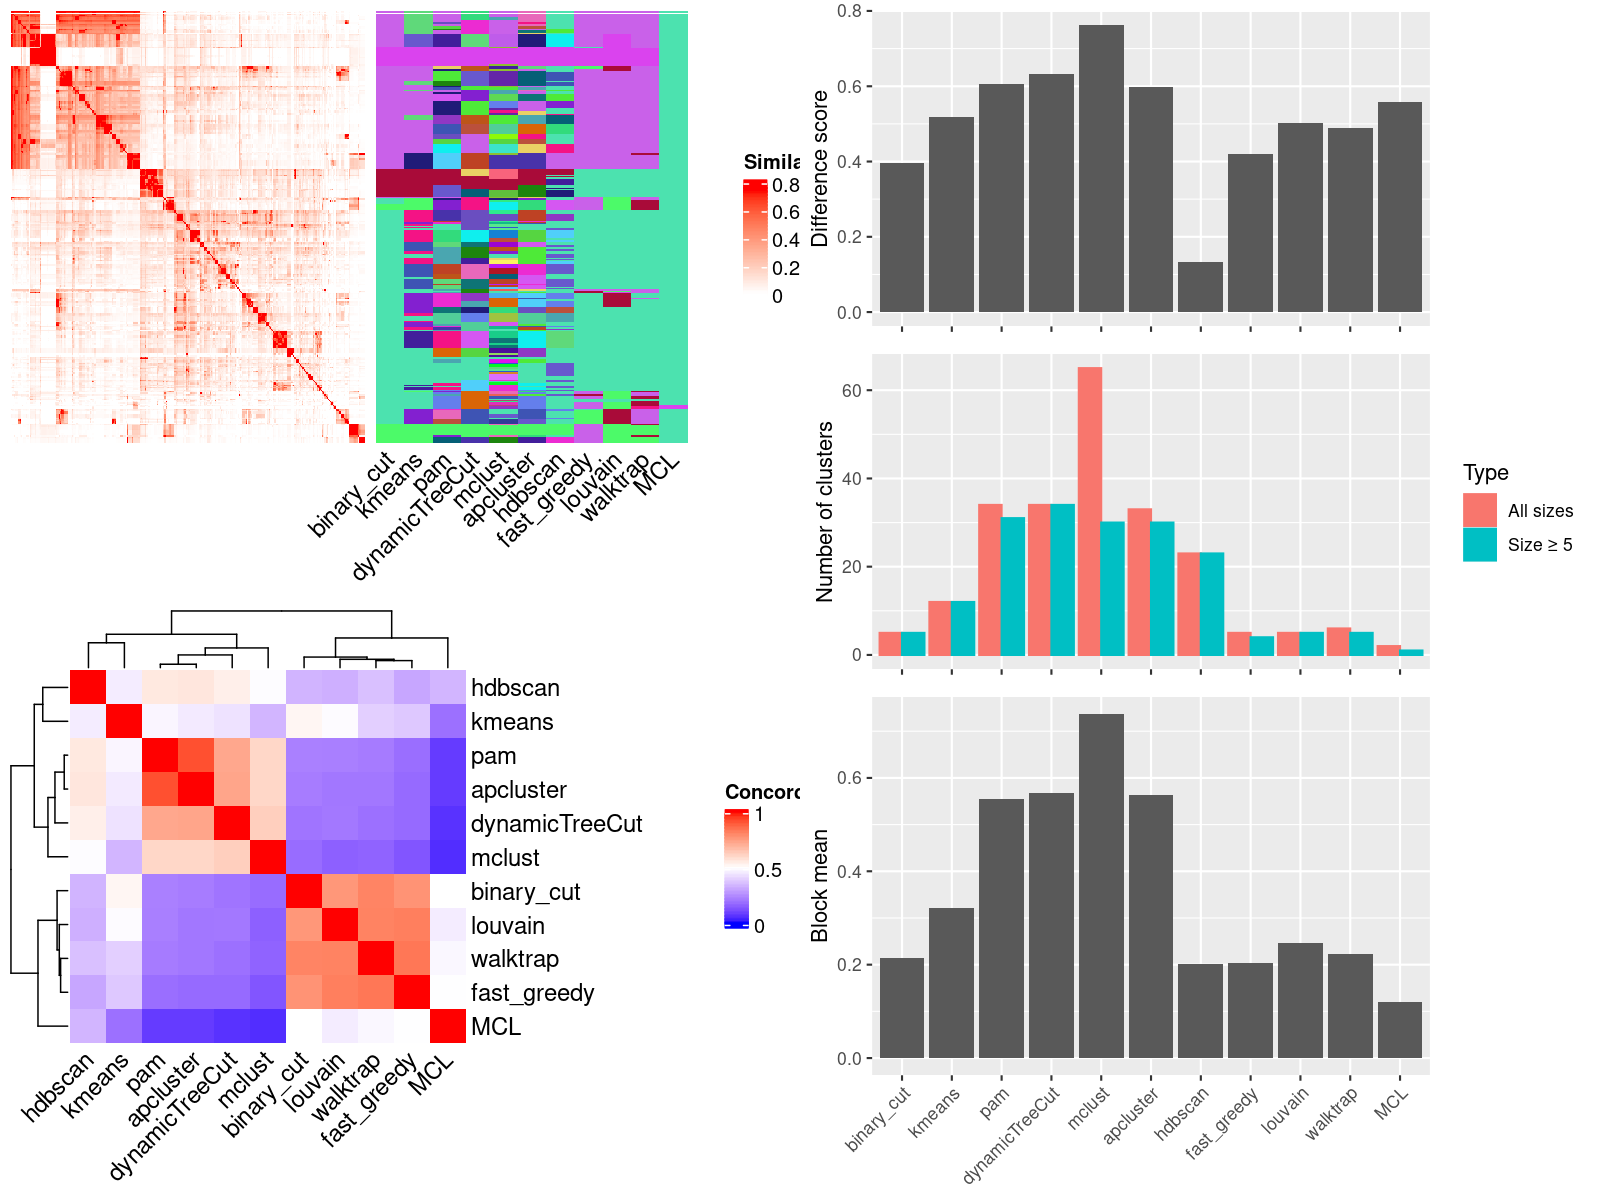 Simila
0.8
0.6
0.4
0.2
0
binary_cut
kmeans
pam
dynamicTreeCut
mclust
apcluster
hdbscan
fast_greedy
louvain
walktrap
MCL
hdbscan
kmeans
pam
apcluster
dynamicTreeCut
mclust
binary_cut
louvain
walktrap
fast_greedy
MCL
hdbscan
kmeans
pam
apcluster
dynamicTreeCut
mclust
binary_cut
louvain
walktrap
fast_greedy
MCL
Concord
1
0.5
0
Difference score
0.8
0.6
0.4
0.2
0.0
Number of clusters
60
40
20
0
Type
All sizes
Size ≥ 5
Block mean
0.6
0.4
0.2
0.0
binary_cut
kmeans
pam
dynamicTreeCut
mclust
apcluster
hdbscan
fast_greedy
louvain
walktrap
MCL